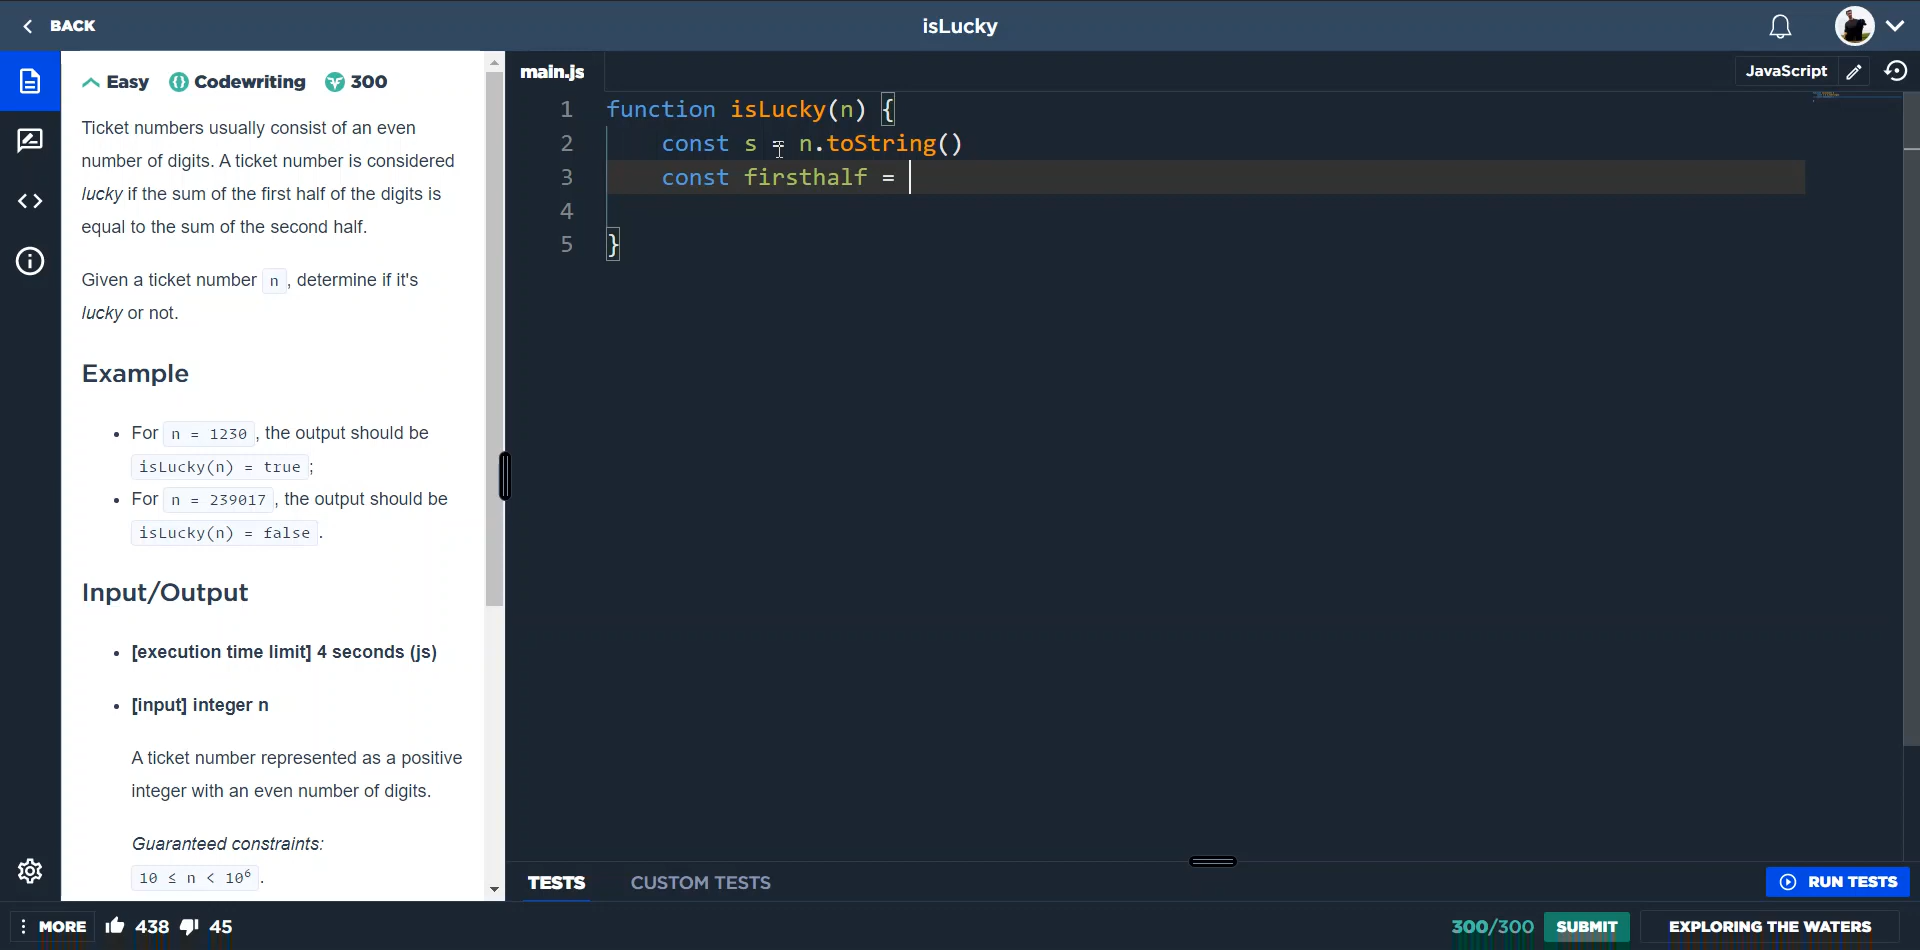 BACK
isLucky
Easy Codewriting 300
Ticket numbers usually consist of an even
number of digits. A ticket number is considered
lucky if the sum of the first half of the digits is
equal to the sum of the second half.
Given a ticket number n, determine if it's
lucky or not.
Example
• For n = 1230, the output should be
isLucky(n) = true;
• For n = 239017, the output should be
isLucky(n) = false.
Input/Output
• [execution time limit] 4 seconds (js)
• [input] integer n
A ticket number represented as a positive
integer with an even number of digits.
Guaranteed constraints:
10 ≤ n < 10⁶.
main.js
JavaScript
1 function isLucky(n) {
2 const s = n.toString()
3 const firsthalf =
4
5 }
TESTS CUSTOM TESTS
RUN TESTS
MORE 438 45
300/300 SUBMIT EXPLORING THE WATERS